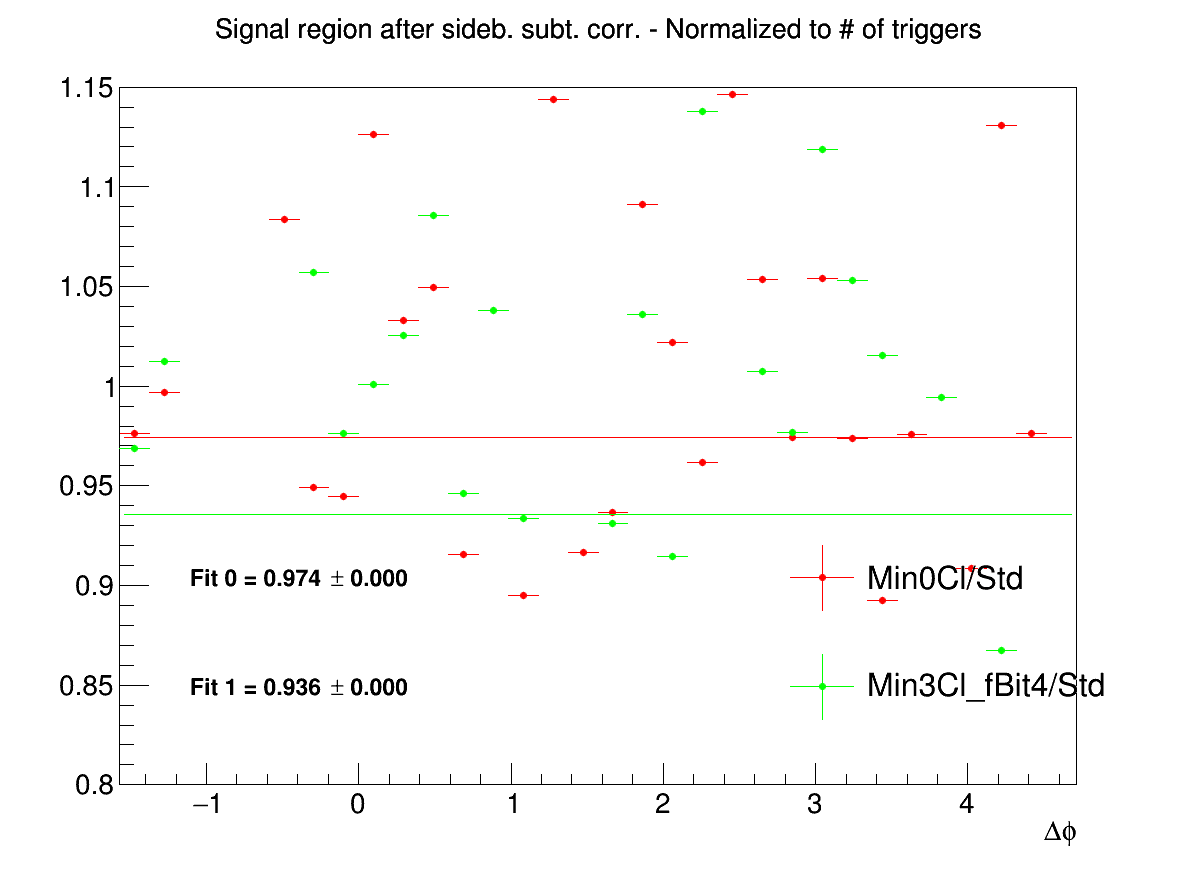 Signal region after sideb. subt. corr. - Normalized to # of triggers
1.15
1.1
1.05
1
0.95
0.9
0.85
0.8
Fit 0 = 0.974 ± 0.000
Fit 1 = 0.936 ± 0.000
Min0Cl/Std
Min3Cl_fBit4/Std
−1 0 1 2 3 4
Δϕ